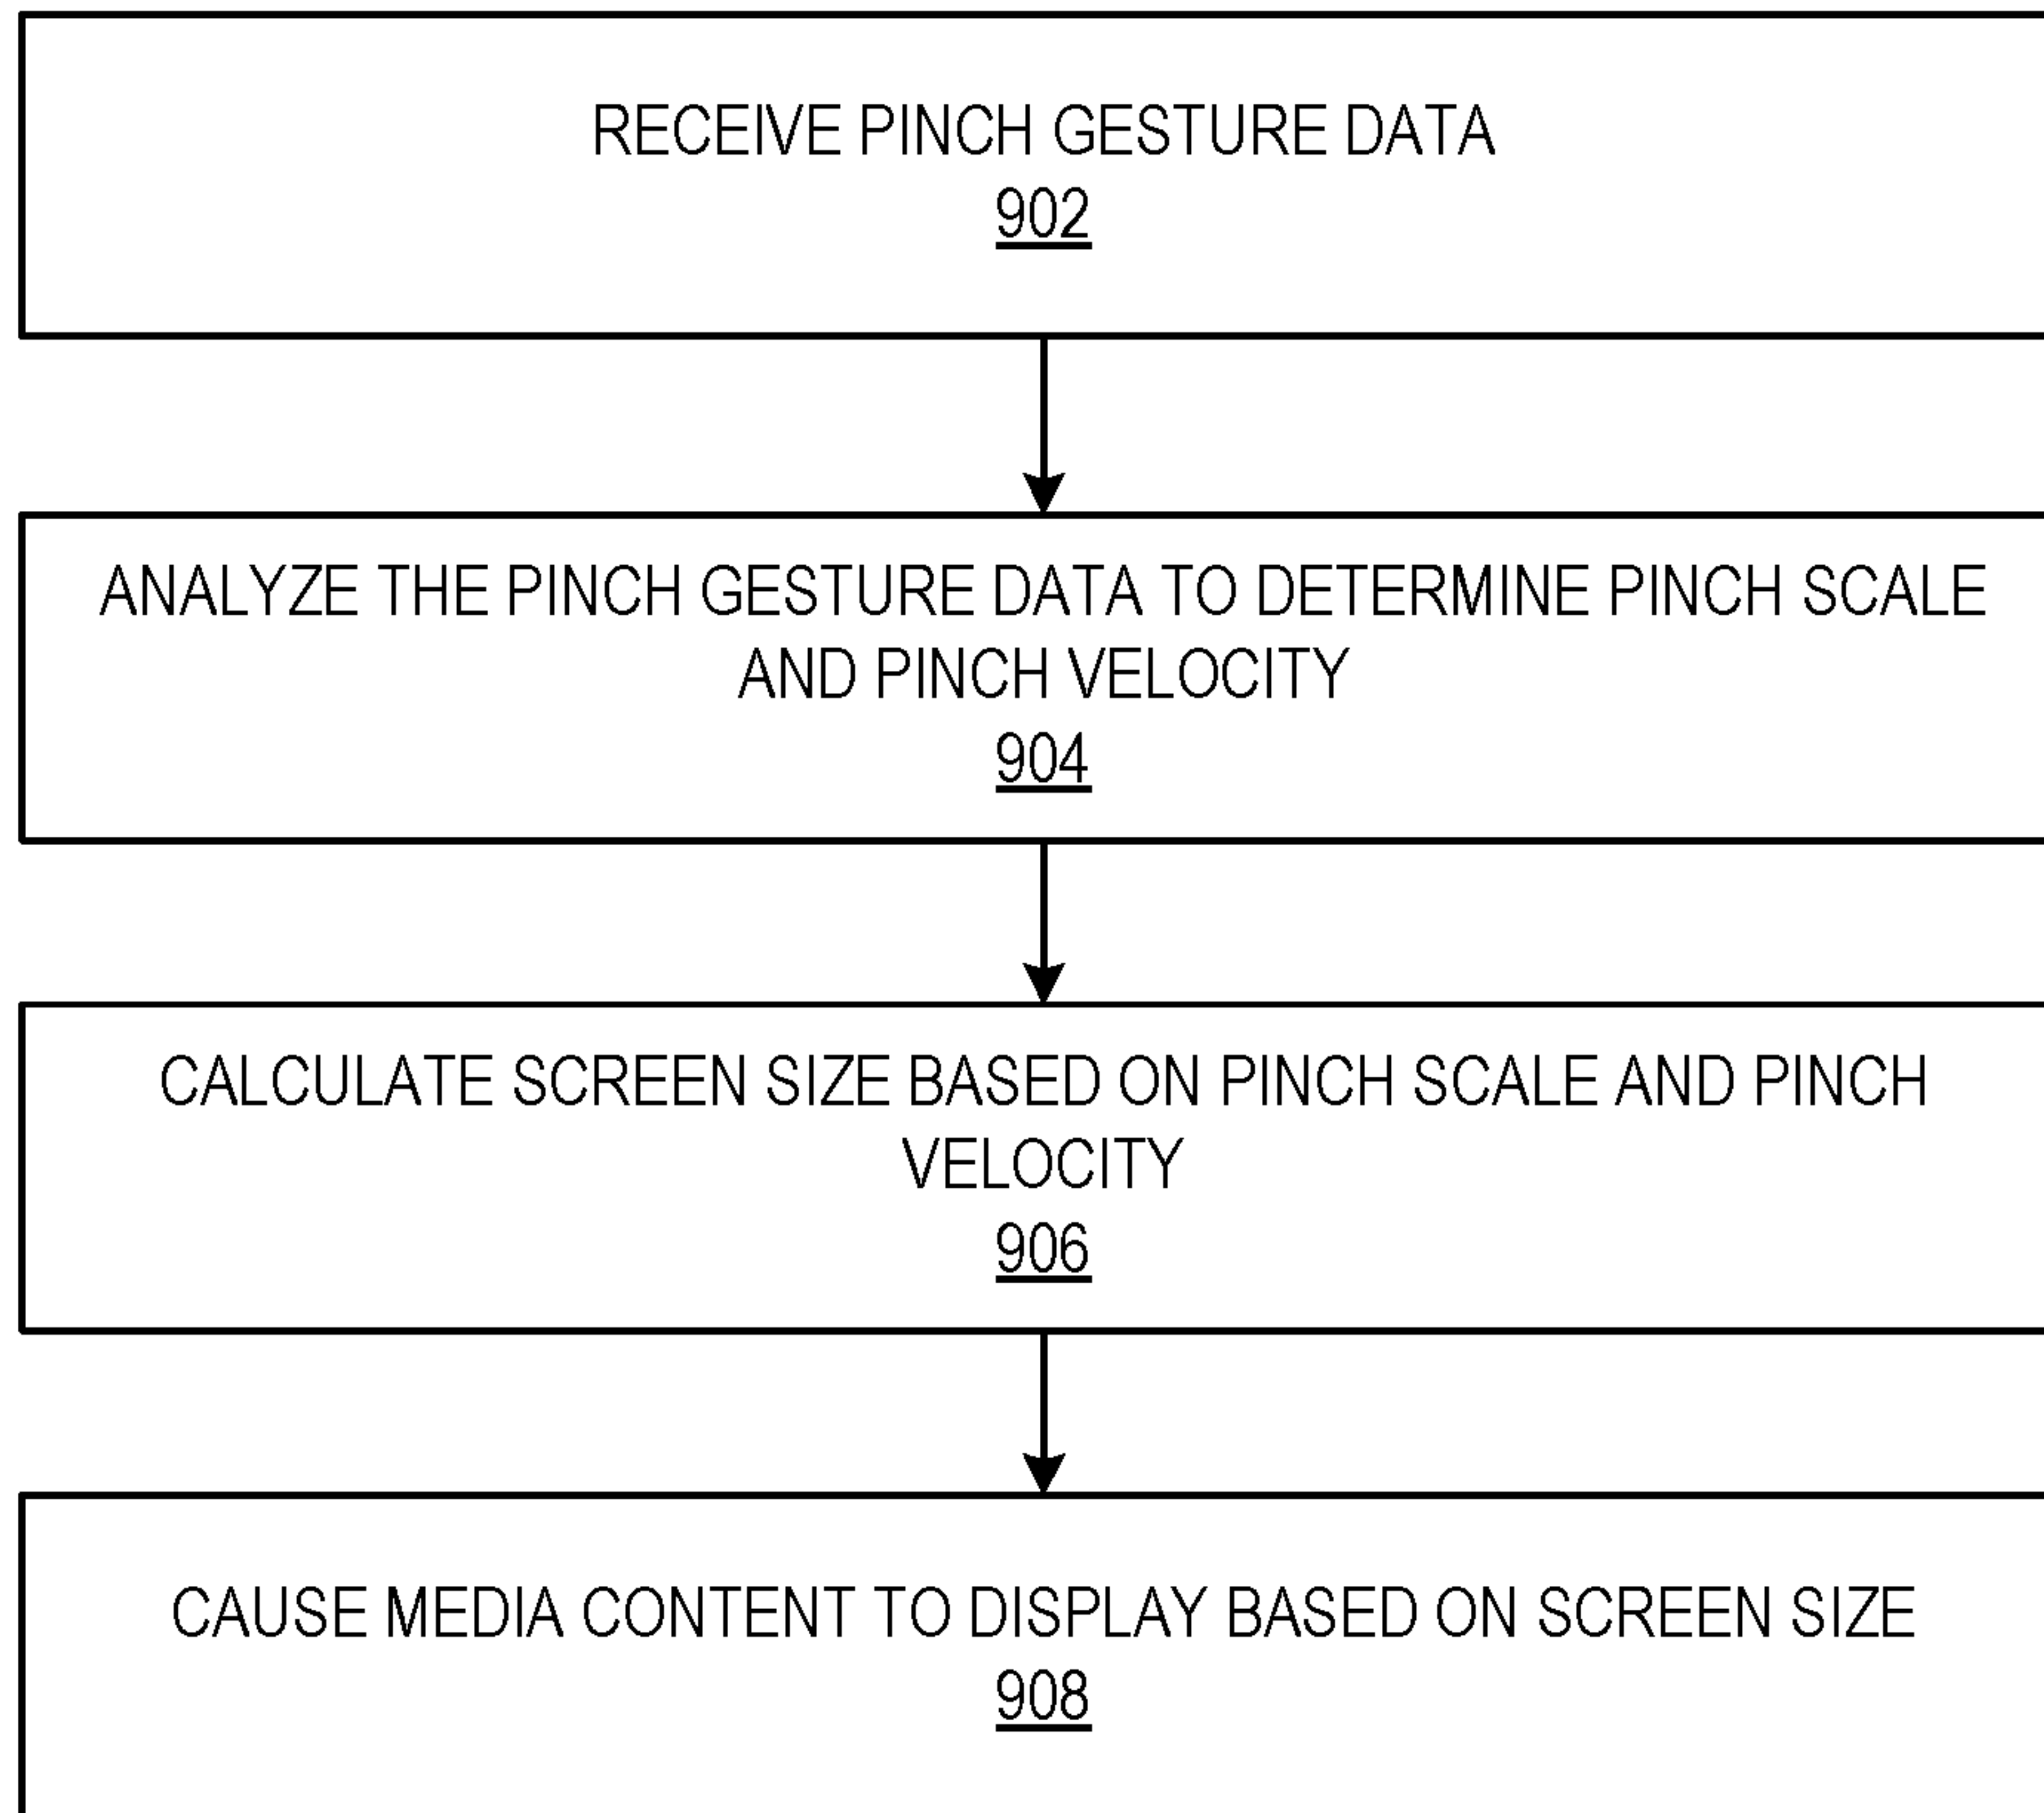 RECEIVE PINCH GESTURE DATA
902
ANALYZE THE PINCH GESTURE DATA TO DETERMINE PINCH SCALE
AND PINCH VELOCITY
904
CALCULATE SCREEN SIZE BASED ON PINCH SCALE AND PINCH
VELOCITY
906
CAUSE MEDIA CONTENT TO DISPLAY BASED ON SCREEN SIZE
908